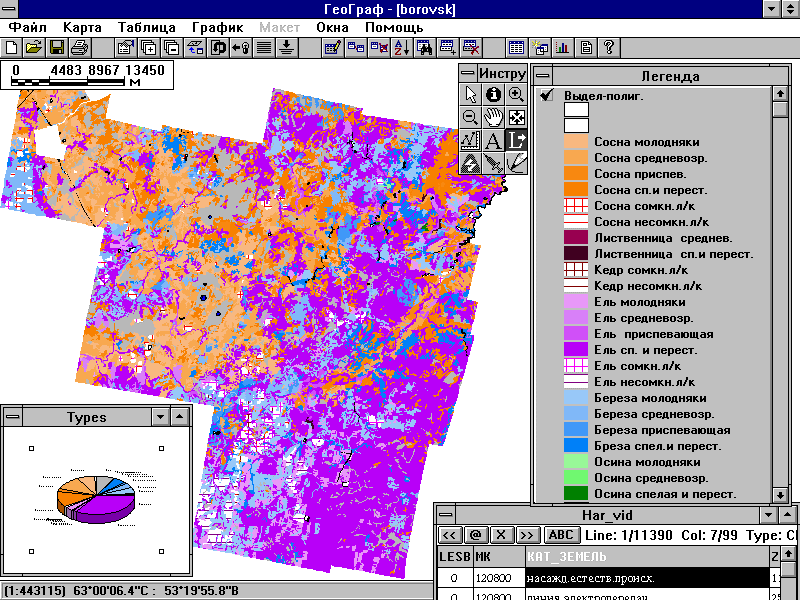 ГеоГраф - [borovsk]
Файл Карта Таблица График Макет Окна Помощь
0 4483 8967 13450
м
Инстру
Легенда
Выдел-полиг.
Сосна молодняки
Сосна средневозр.
Сосна приспев.
Сосна сп.и перест.
Сосна сомкн.л/к
Сосна несомкн.л/к
Лиственница среднев.
Лиственница сп.и перест.
Кедр сомкн.л/к
Кедр несомкн.л/к
Ель молодняки
Ель средневозр.
Ель приспевающая
Ель сп. и перест.
Ель сомкн.л/к
Ель несомкн.л/к
Береза молодняки
Береза средневозр.
Береза приспевающая
Бреза спел.и перест.
Осина молодняки
Осина средневозр.
Осина спелая и перест.
Types
Har_vid
<< @ X >> ABC Line: 1/11390 Col: 7/99 Type: C
LESB МК КАТ_ЗЕМЕЛЬ
0 120800 насажд.естеств.происх.
0 120800 линия электропередач
(1:443115) 63°00'06.4"С : 53°19'55.8"В